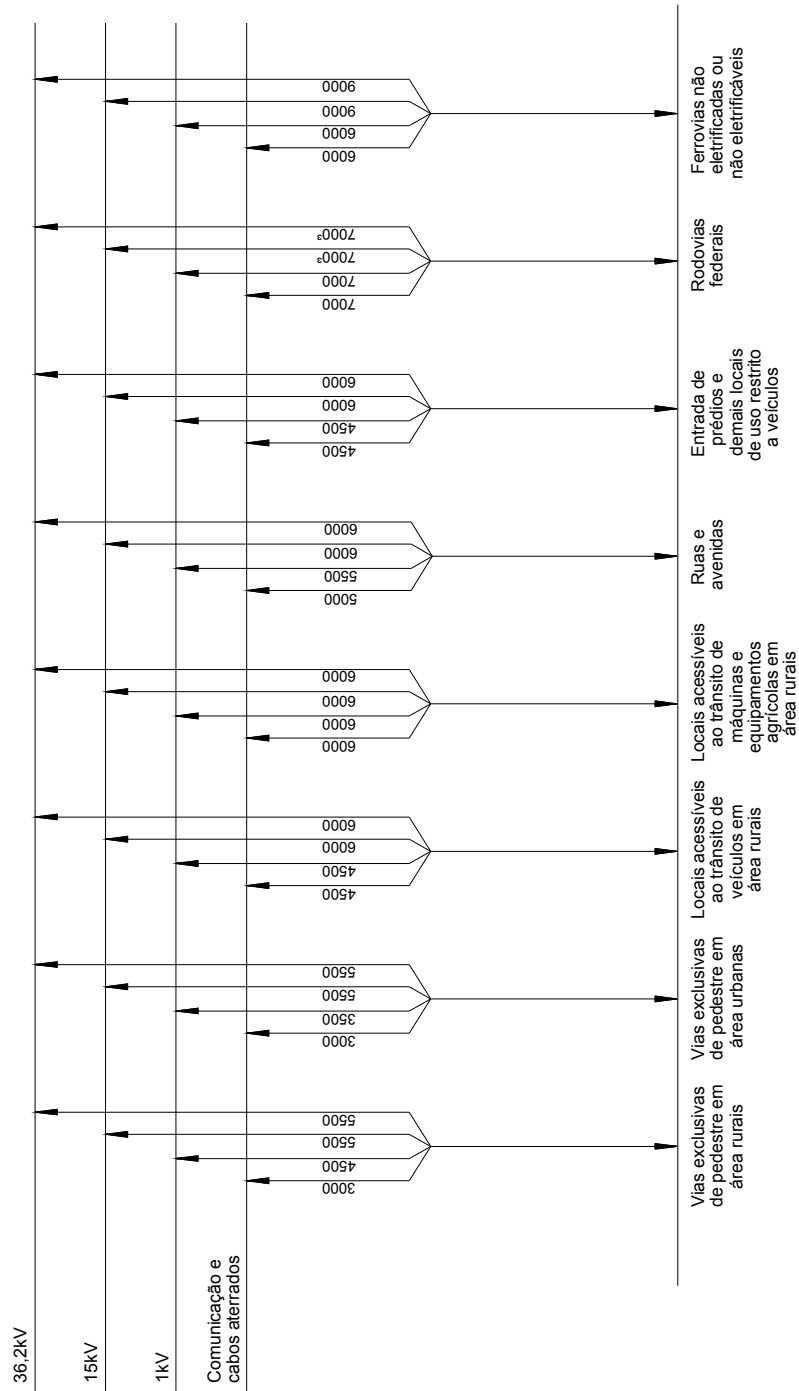 36,2kV
15kV
1kV
Comunicação e
cabos aterrados
3000
4500
5500
5500
Vias exclusivas
de pedestre em
área rurais
3000
3500
5500
5500
Vias exclusivas
de pedestre em
área urbanas
4500
4500
6000
6000
Locais acessíveis
ao trânsito de
veículos em
área rurais
6000
6000
6000
6000
Locais acessíveis
ao trânsito de
máquinas e
equipamentos
agrícolas em
área rurais
5000
5500
6000
6000
Ruas e
avenidas
4500
4500
6000
6000
Entrada de
prédios e
demais locais
de uso restrito
a veículos
7000
7000
7000³
7000³
Rodovias
federais
6000
6000
9000
9000
Ferrovias não
eletrificadas ou
não eletrificáveis